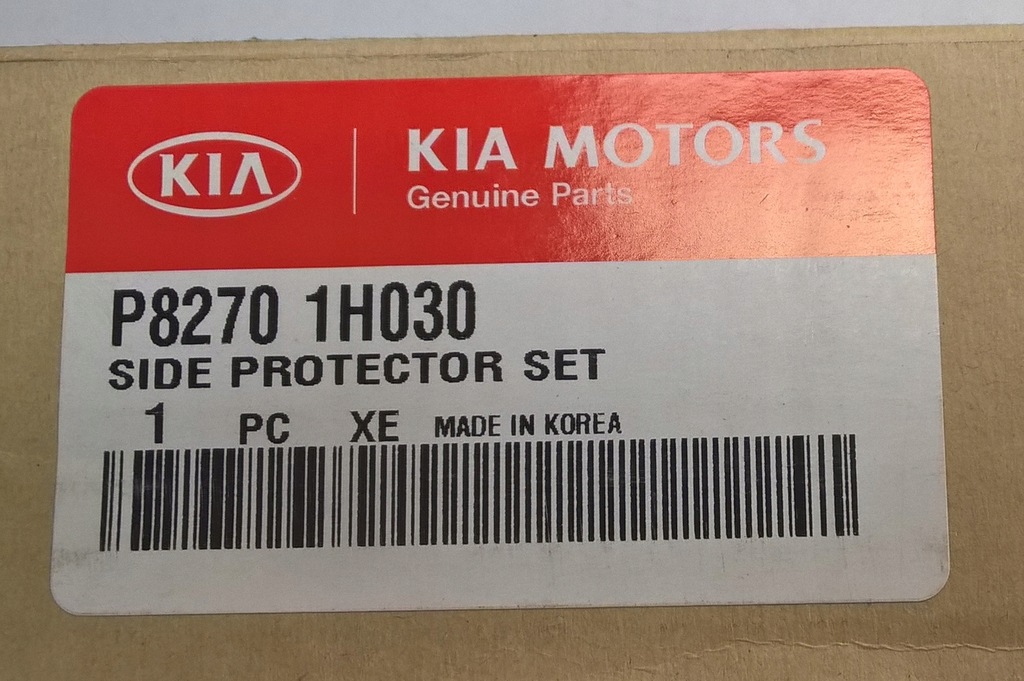 KIA
KIA MOTORS
Genuine Parts
P8270 1H030
SIDE PROTECTOR SET
1 PC XE MADE IN KOREA